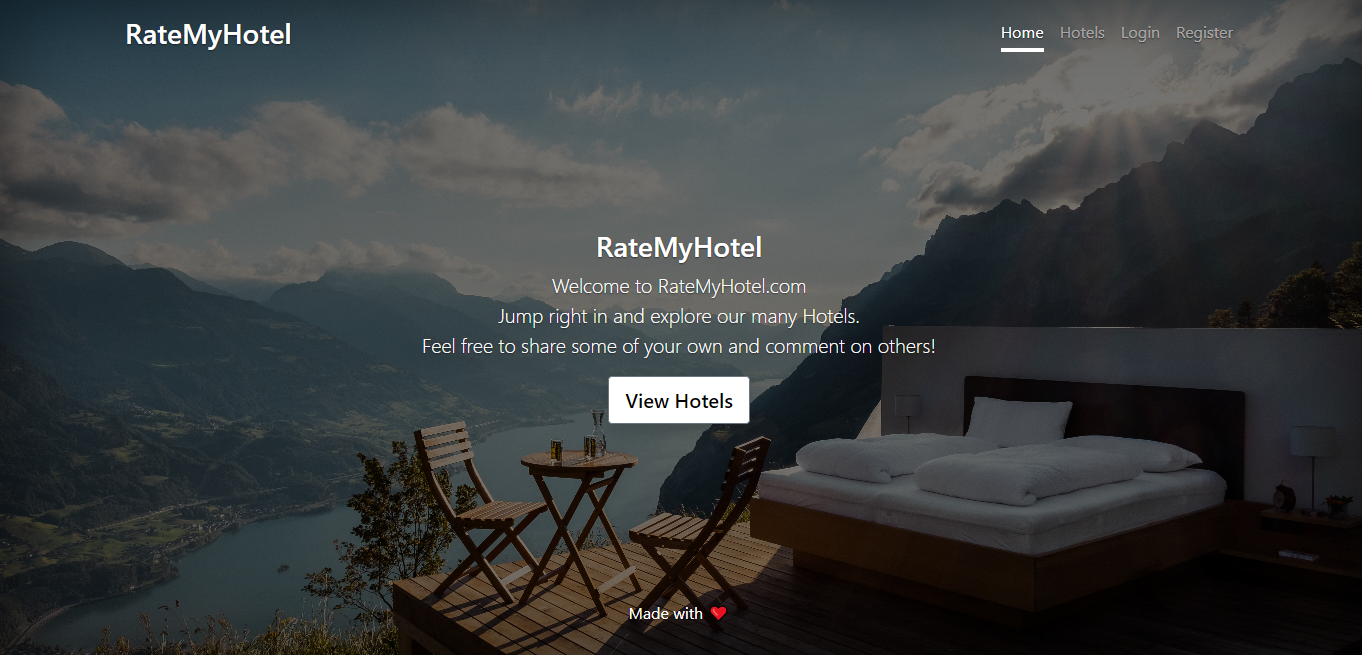 RateMyHotel
Home Hotels Login Register
RateMyHotel
Welcome to RateMyHotel.com
Jump right in and explore our many Hotels.
Feel free to share some of your own and comment on others!
View Hotels
Made with ❤